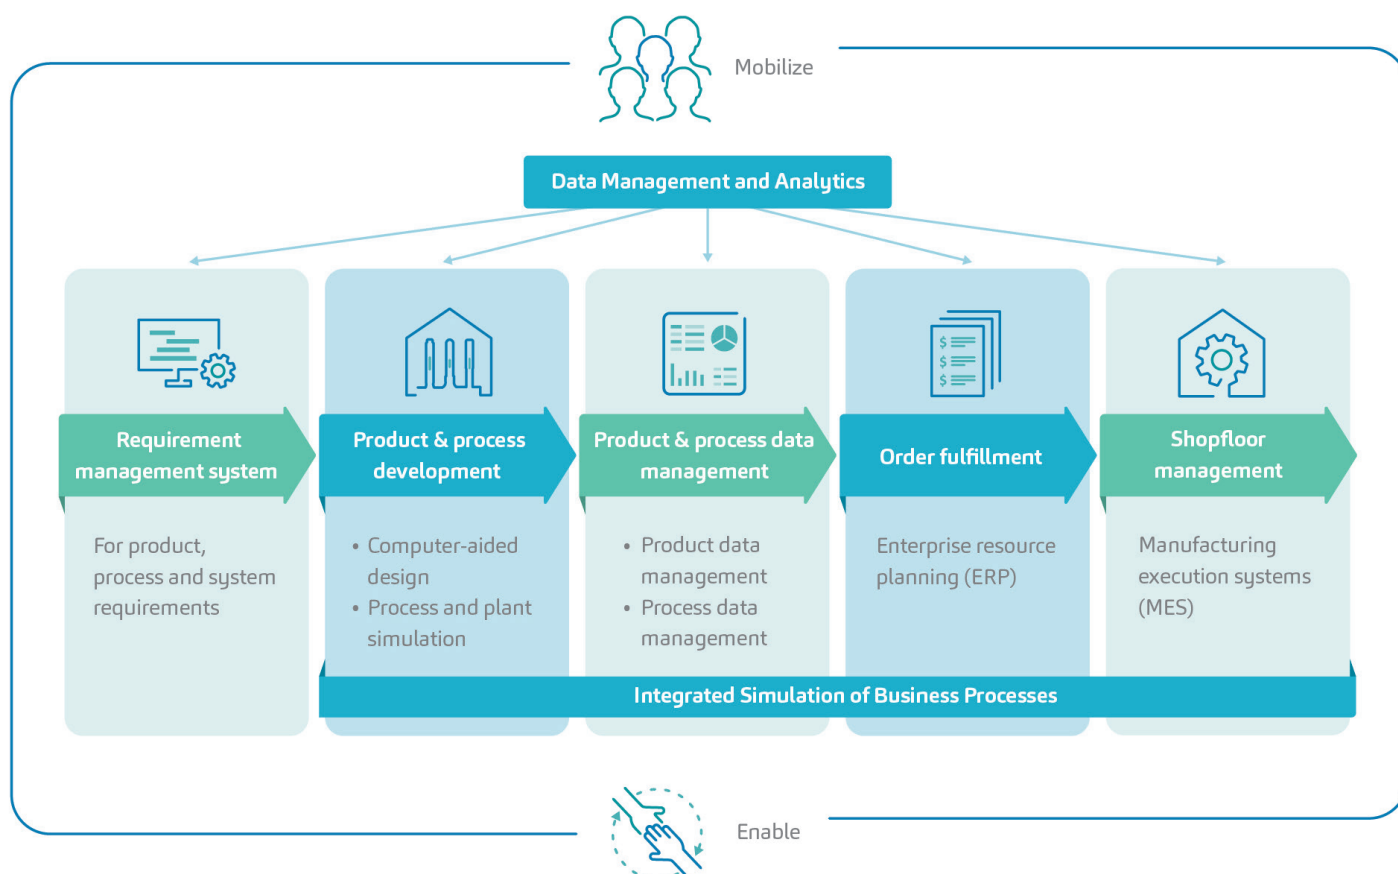 Mobilize
Data Management and Analytics
Requirement
management system
For product,
process and system
requirements
Product & process
development
• Computer-aided
design
• Process and plant
simulation
Product & process data
management
• Product data
management
• Process data
management
$
$
$
Order fulfillment
Enterprise resource
planning (ERP)
Shopfloor
management
Manufacturing
execution systems
(MES)
Integrated Simulation of Business Processes
Enable